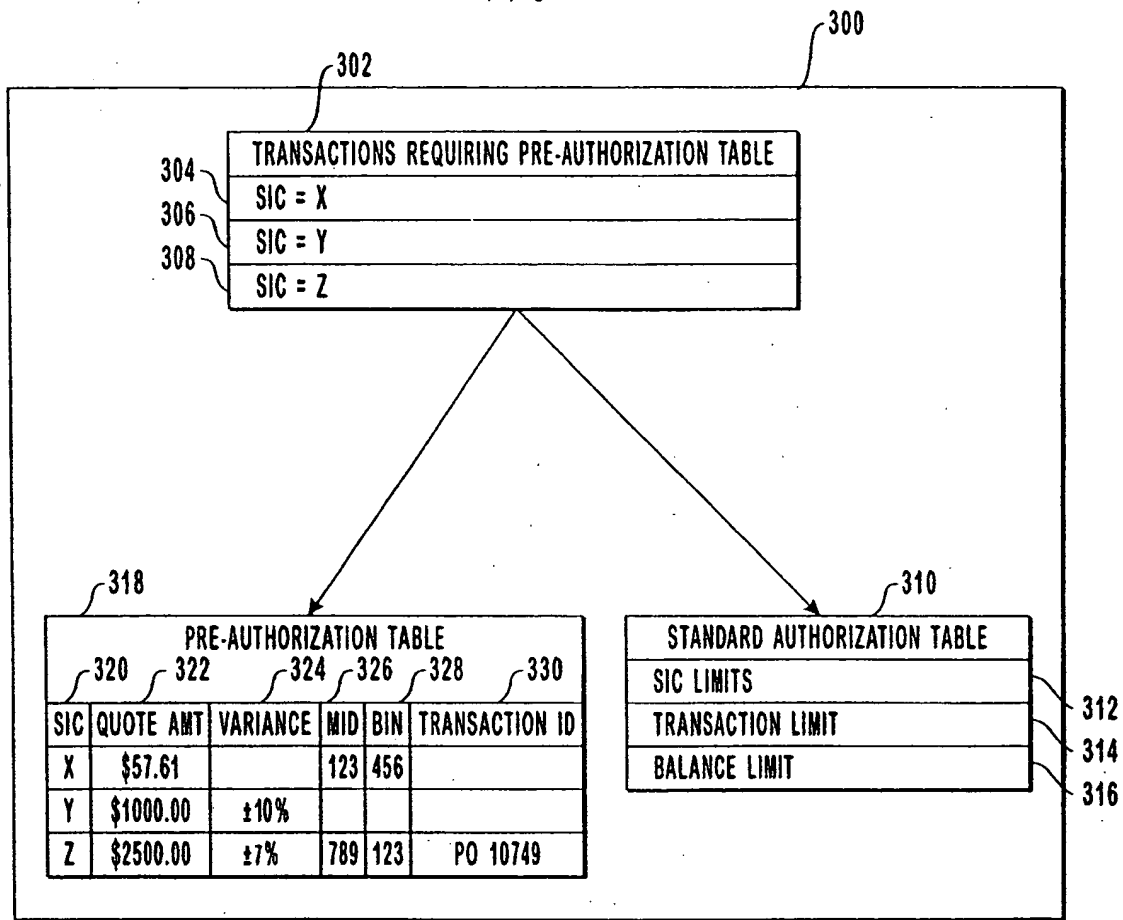 300
302
TRANSACTIONS REQUIRING PRE-AUTHORIZATION TABLE
304 SIC = X
306 SIC = Y
308 SIC = Z
318
PRE-AUTHORIZATION TABLE
320 322 324 326 328 330
SIC QUOTE AMT VARIANCE MID BIN TRANSACTION ID
X $57.61 123 456
Y $1000.00 ±10%
Z $2500.00 ±7% 789 123 PO 10749
310
STANDARD AUTHORIZATION TABLE
SIC LIMITS 312
TRANSACTION LIMIT 314
BALANCE LIMIT 316